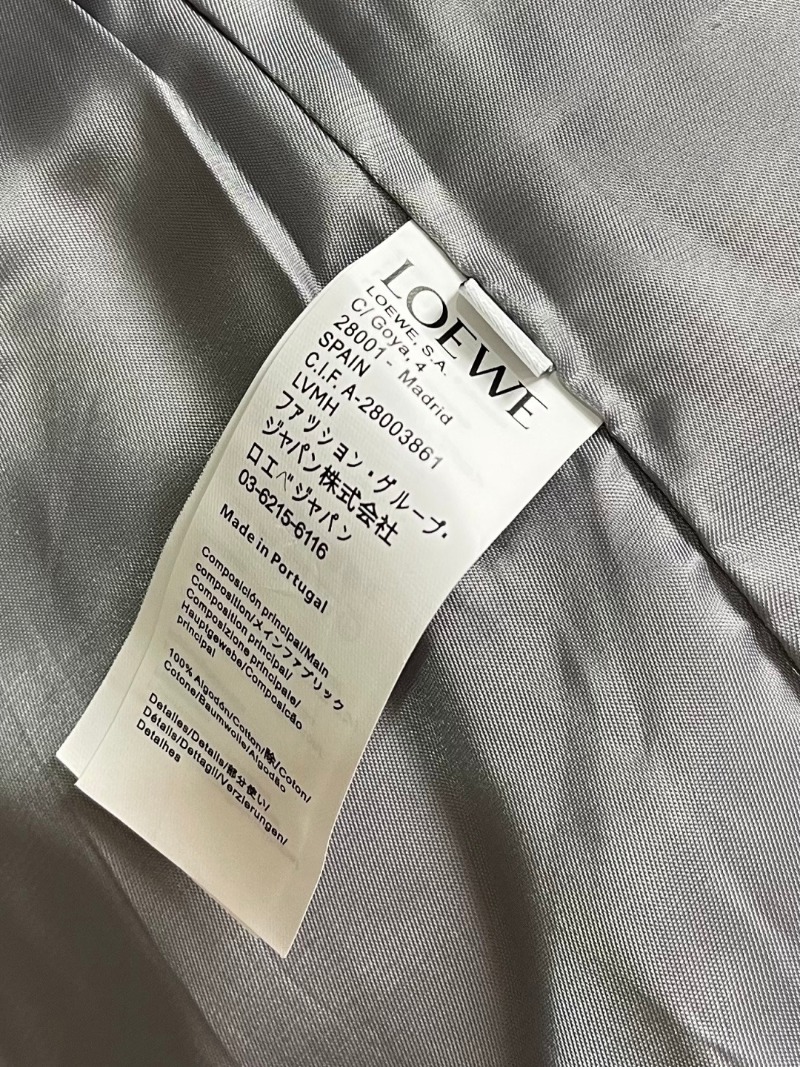 LOEWE
LOEWE, S.A.
C/ Goya, 4
28001 - Madrid
SPAIN
C.I.F. A-28003861
LVMH
ファッション・グループ・
ジャパン株式会社
ロエベジャパン
03-6215-6116
Made in Portugal
Composición principal/Main
composition/メインファブリック
Composition principal/
Composizione principale/
Hauptgewebe/Composicão
principal
100% Algodón/Cotton/除/Coton/
Cotone/Baumwolle/Algodão
Detalles/Details/部分使い/
Détails/Dettagli/Verzierungen/
Detalhes